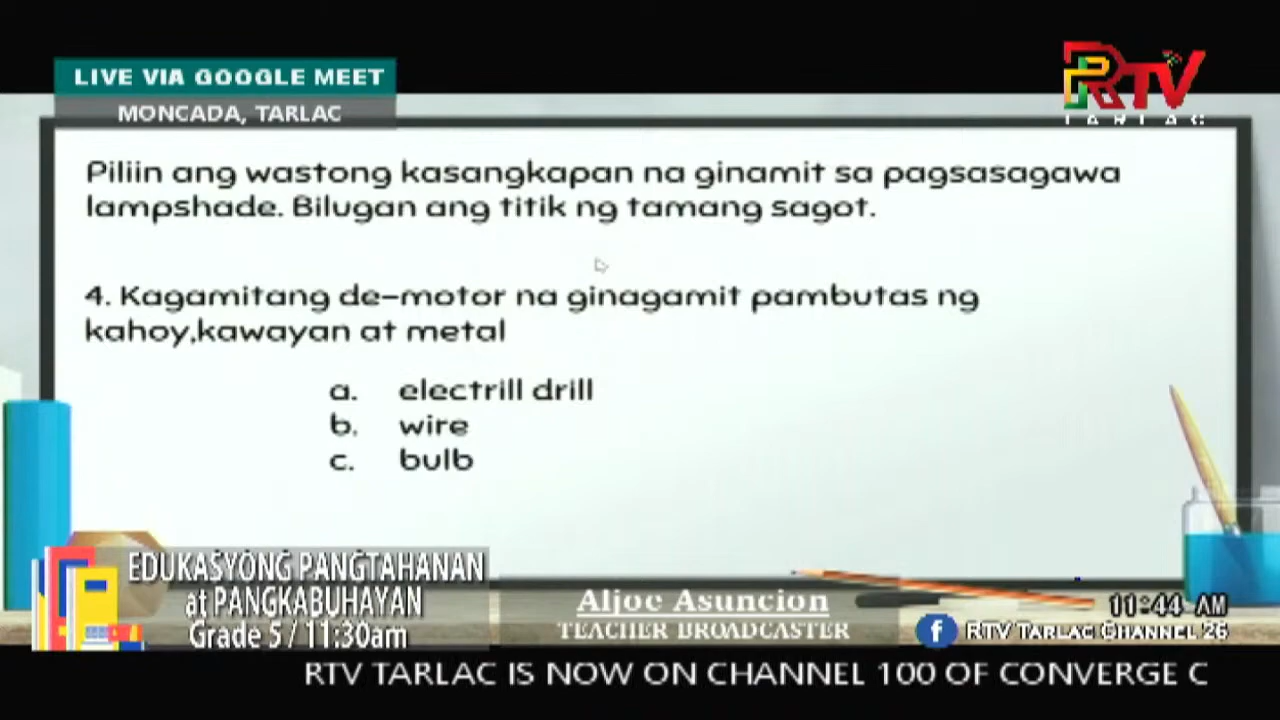 LIVE VIA GOOGLE MEET
MONCADA, TARLAC
RTV
TARLAC
Piliin ang wastong kasangkapan na ginamit sa pagsasagawa
lampshade. Bilugan ang titik ng tamang sagot.
4. Kagamitang de-motor na ginagamit pambutas ng
kahoy,kawayan at metal
a. electrill drill
b. wire
c. bulb
EDUKASYONG PANGTAHANAN
at PANGKABUHAYAN
Grade 5 / 11:30am
Aljoe Asuncion
TEACHER BROADCASTER
11:44 AM
RTV TARLAC CHANNEL 26
RTV TARLAC IS NOW ON CHANNEL 100 OF CONVERGE C